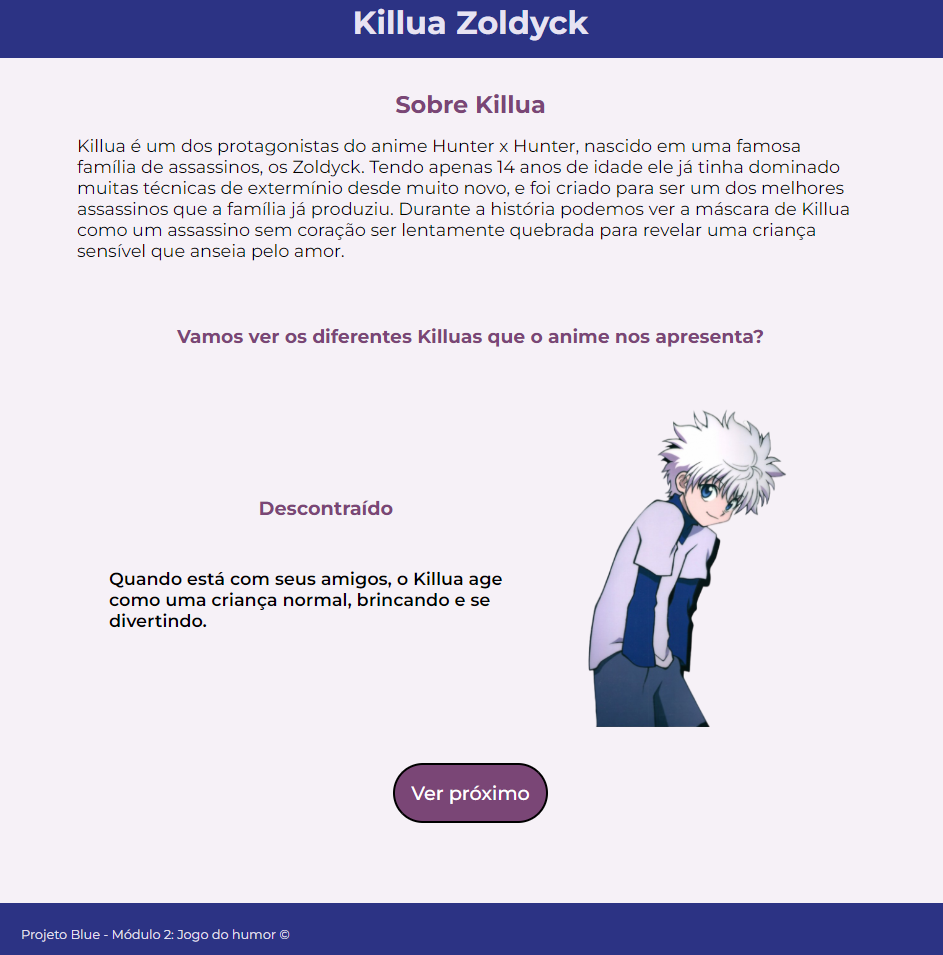 Killua Zoldyck
Sobre Killua
Killua é um dos protagonistas do anime Hunter x Hunter, nascido em uma famosa
família de assassinos, os Zoldyck. Tendo apenas 14 anos de idade ele já tinha dominado
muitas técnicas de extermínio desde muito novo, e foi criado para ser um dos melhores
assassinos que a família já produziu. Durante a história podemos ver a máscara de Killua
como um assassino sem coração ser lentamente quebrada para revelar uma criança
sensível que anseia pelo amor.
Vamos ver os diferentes Killuas que o anime nos apresenta?
Descontraído
Quando está com seus amigos, o Killua age
como uma criança normal, brincando e se
divertindo.
Ver próximo
Projeto Blue - Módulo 2: Jogo do humor ©